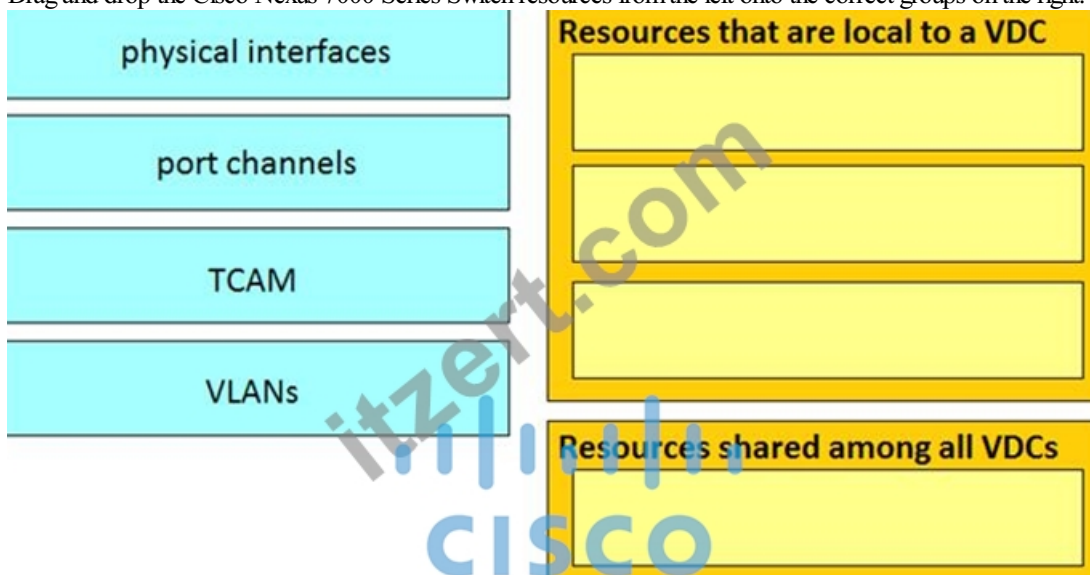 Drag and drop the Cisco Nexus 7000 Series Switch resources from the left onto the correct groups on the right.
physical interfaces
port channels
TCAM
VLANs
Resources that are local to a VDC
Resources shared among all VDCs
itzert.com
CISCO